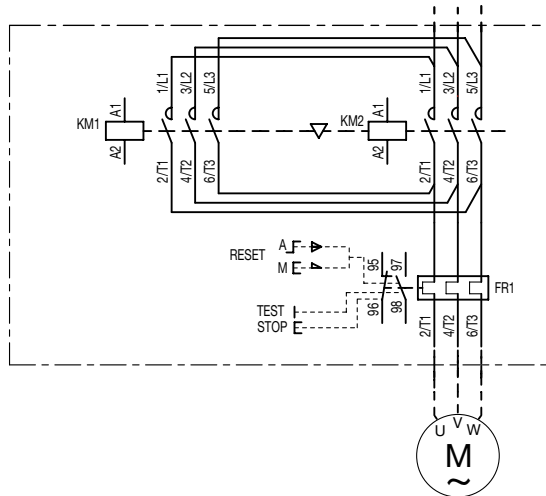 1/L1 3/L2 5/L3 1/L1 3/L2 5/L3
KM1 A1 A2 KM2 A1 A2
2/T1 4/T2 6/T3 2/T1 4/T2 6/T3
RESET A M
95 97
96 98
FR1
TEST
STOP
2/T1 4/T2 6/T3
U V W
M
~